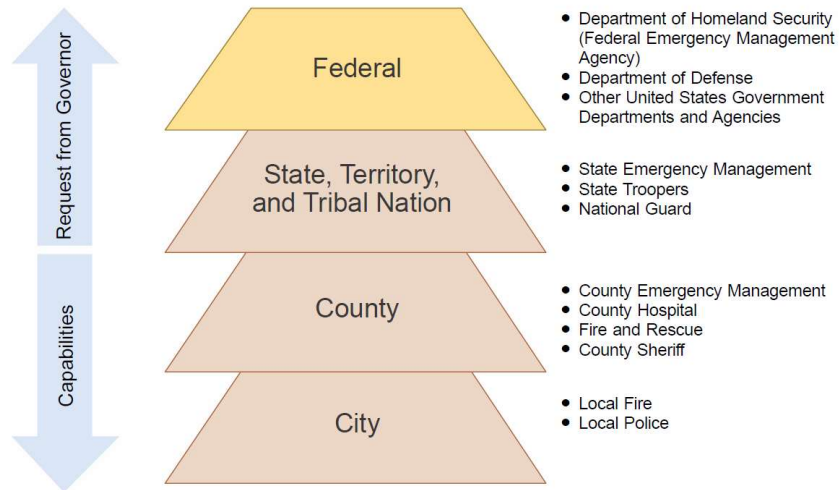 Request from Governor
Capabilities
Federal
• Department of Homeland Security
(Federal Emergency Management
Agency)
• Department of Defense
• Other United States Government
Departments and Agencies
State, Territory,
and Tribal Nation
• State Emergency Management
• State Troopers
• National Guard
County
• County Emergency Management
• County Hospital
• Fire and Rescue
• County Sheriff
City
• Local Fire
• Local Police